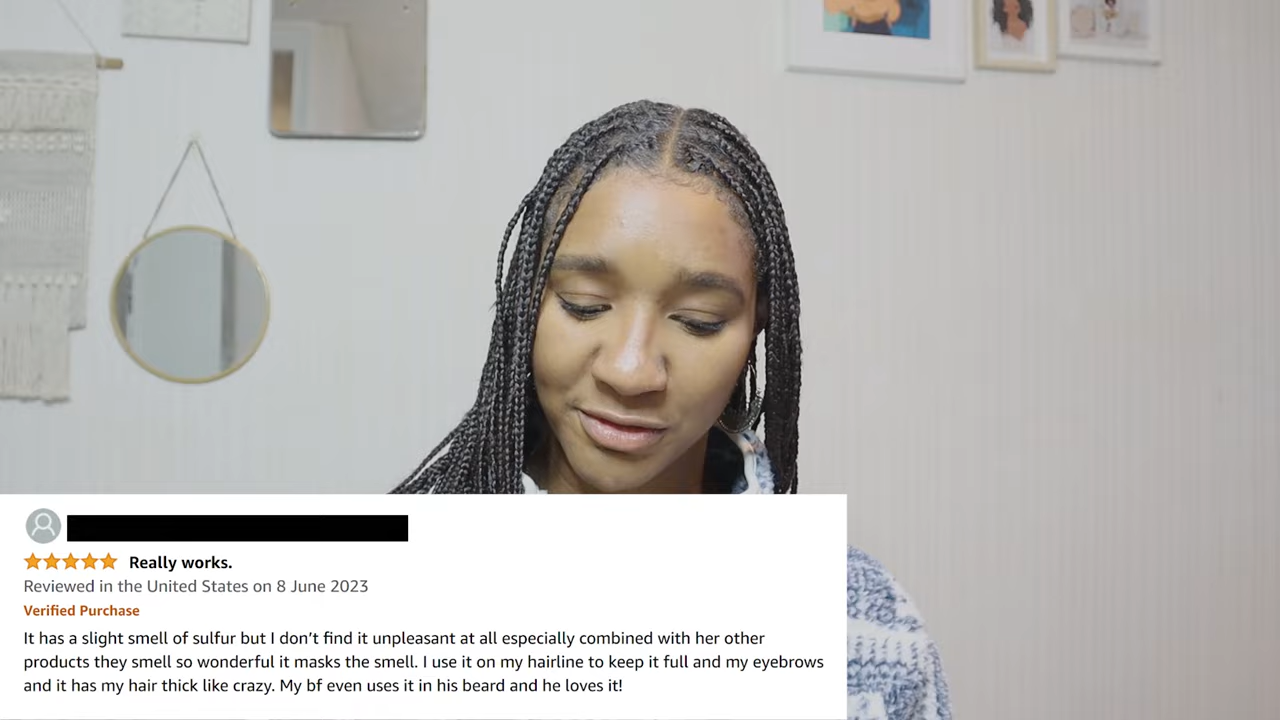 Really works.
Reviewed in the United States on 8 June 2023
Verified Purchase
It has a slight smell of sulfur but I don't find it unpleasant at all especially combined with her other
products they smell so wonderful it masks the smell. I use it on my hairline to keep it full and my eyebrows
and it has my hair thick like crazy. My bf even uses it in his beard and he loves it!